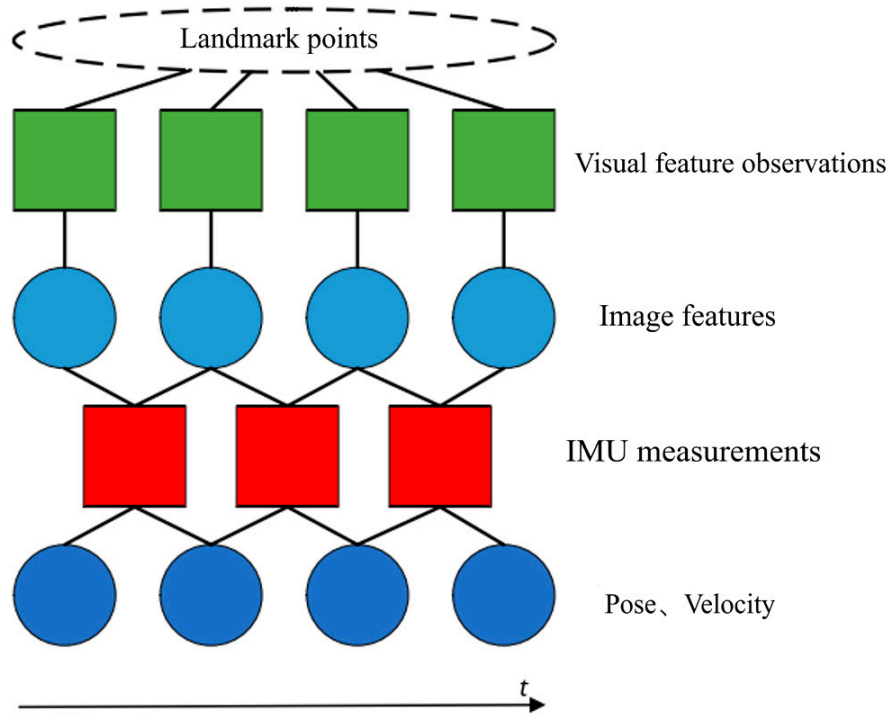 Landmark points
Visual feature observations
Image features
IMU measurements
Pose、Velocity
t